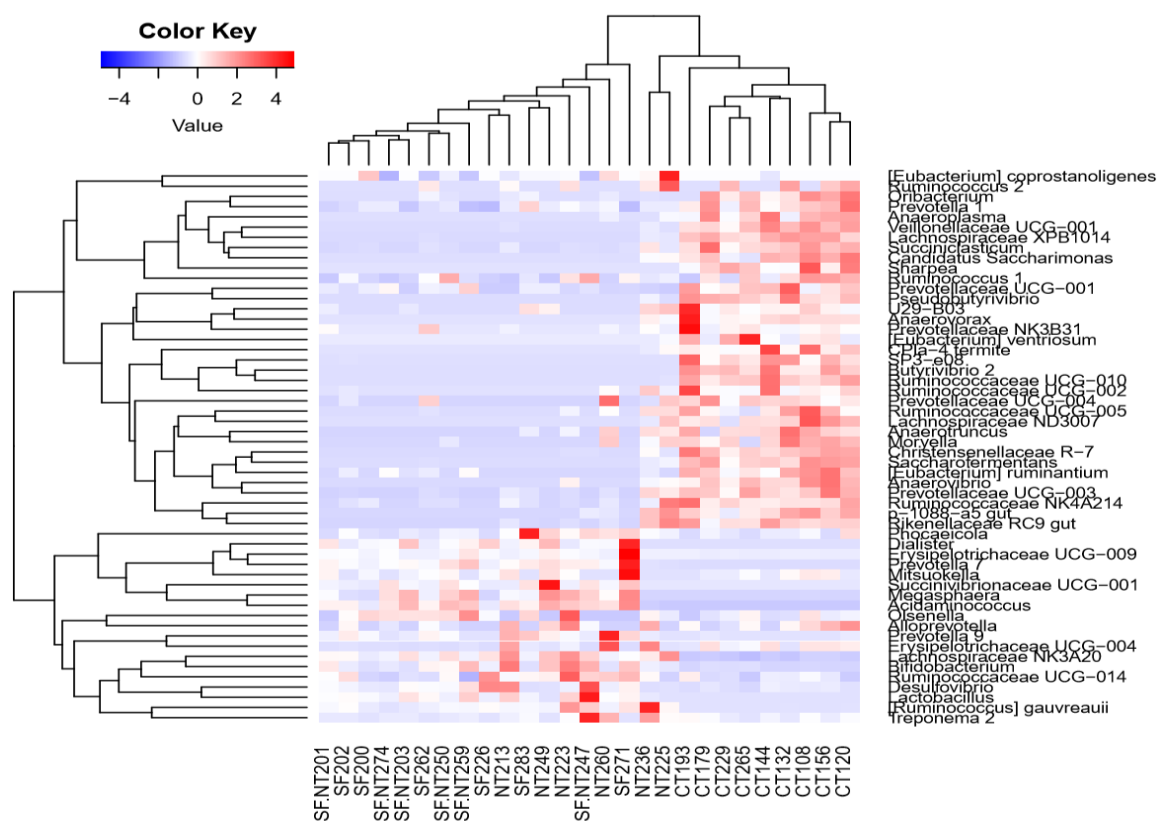 Color Key
−4 0 2 4
Value
[Eubacterium] coprostanoligenes
Ruminococcus 2
Oribacterium
Prevotella 1
Anaeroplasma
Veillonellaceae UCG−001
Lachnospiraceae XPB1014
Succiniclasticum
Candidatus Saccharimonas
Sharpea
Ruminococcus 1
Prevotellaceae UCG−001
Pseudobutyrivibrio
U29−B03
Anaerovorax
Prevotellaceae NK3B31
[Eubacterium] ventriosum
CPla−4 termite
SP3−e08
Butyrivibrio 2
Ruminococcaceae UCG−010
Ruminococcaceae UCG−002
Prevotellaceae UCG−004
Ruminococcaceae UCG−005
Lachnospiraceae ND3007
Anaerotruncus
Moryella
Christensenellaceae R−7
Saccharofermentans
[Eubacterium] ruminantium
Anaerovibrio
Prevotellaceae UCG−003
Ruminococcaceae NK4A214
p−1088−a5 gut
Rikenellaceae RC9 gut
Phocaeicola
Dialister
Erysipelotrichaceae UCG−009
Prevotella 7
Mitsuokella
Succinivibrionaceae UCG−001
Megasphaera
Acidaminococcus
Olsenella
Alloprevotella
Prevotella 9
Erysipelotrichaceae UCG−004
Lachnospiraceae NK3A20
Bifidobacterium
Ruminococcaceae UCG−014
Desulfovibrio
Lactobacillus
[Ruminococcus] gauvreauii
Treponema 2
SF.NT201
SF202
SF200
SF.NT274
SF.NT203
SF262
SF.NT250
SF.NT259
SF226
NT213
SF283
NT249
NT223
SF.NT247
NT260
SF271
NT236
NT225
CT193
CT179
CT229
CT265
CT144
CT132
CT108
CT156
CT120